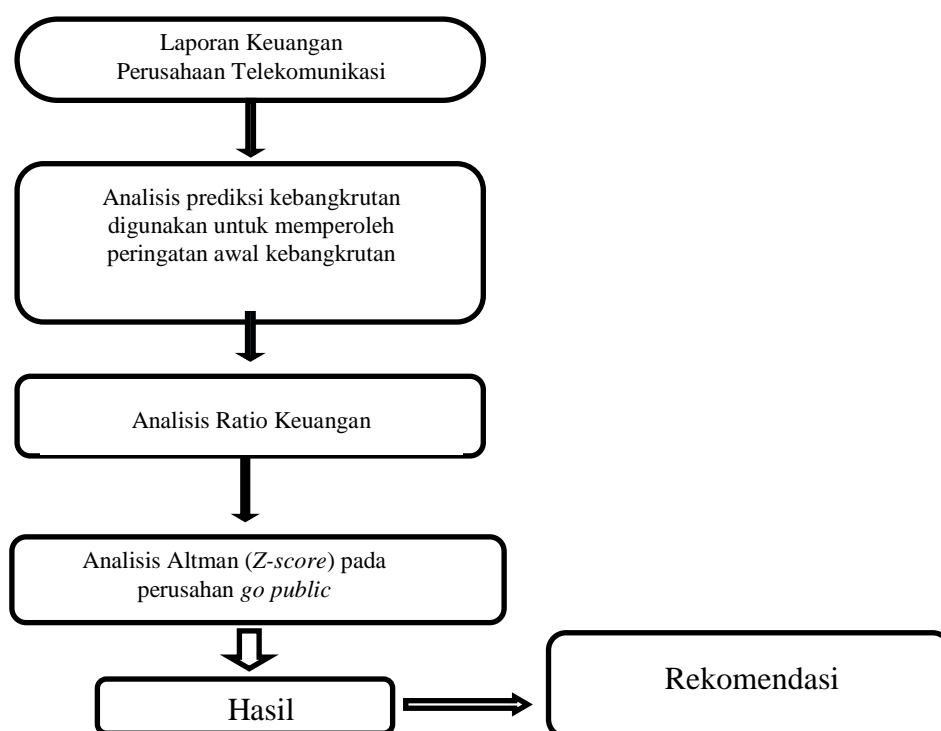 Laporan Keuangan
Perusahaan Telekomunikasi
Analisis prediksi kebangkrutan
digunakan untuk memperoleh
peringatan awal kebangkrutan
Analisis Ratio Keuangan
Analisis Altman (Z-score) pada
perusahan go public
Hasil
Rekomendasi